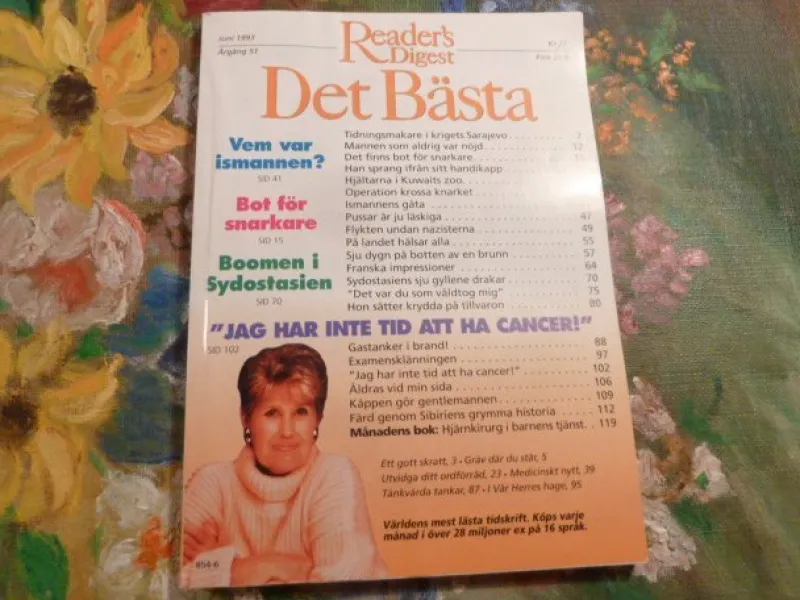 Juni 1993
Årgång 51
Reader's
Digest
Det Bästa
Vem var
ismannen?
SID 41
Bot för
snarkare
SID 15
Boomen i
Sydostasien
SID 70
Tidningsmakare i krigets Sarajevo 7
Mannen som aldrig var nöjd 12
Det finns bot för snarkare 15
Han sprang ifrån sitt handikapp
Hjältarna i Kuwaits zoo
Operation krossa knarket
Ismannens gåta
Pussar är ju läskiga 47
Flykten undan nazisterna 49
På landet hälsar alla 55
Sju dygn på botten av en brunn 57
Franska impressioner 64
Sydostasiens sju gyllene drakar 70
"Det var du som våldtog mig" 75
Hon sätter krydda på tillvaron 80
"JAG HAR INTE TID ATT HA CANCER!"
SID 102
Gastanker i brand! 88
Examensklänningen 97
"Jag har inte tid att ha cancer!" 102
Åldras vid min sida 106
Käppen gör gentlemannen 109
Färd genom Sibiriens grymma historia 112
Månadens bok: Hjärnkirurg i barnens tjänst 119
Ett gott skratt, 3 • Gräv där du står, 5
Utvidga ditt ordförråd, 23 • Medicinskt nytt, 39
Tänkvärda tankar, 87 • I Vår Herres hage, 95
Världens mest lästa tidskrift. Köps varje
månad i över 28 miljoner ex på 16 språk.
854-6